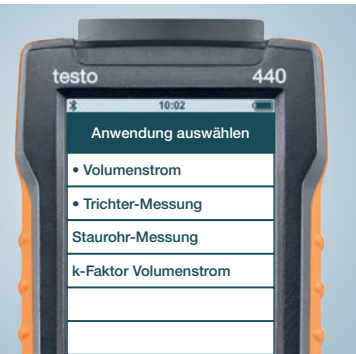 testo 440
10:02
Anwendung auswählen
• Volumenstrom
• Trichter-Messung
Staurohr-Messung
k-Faktor Volumenstrom